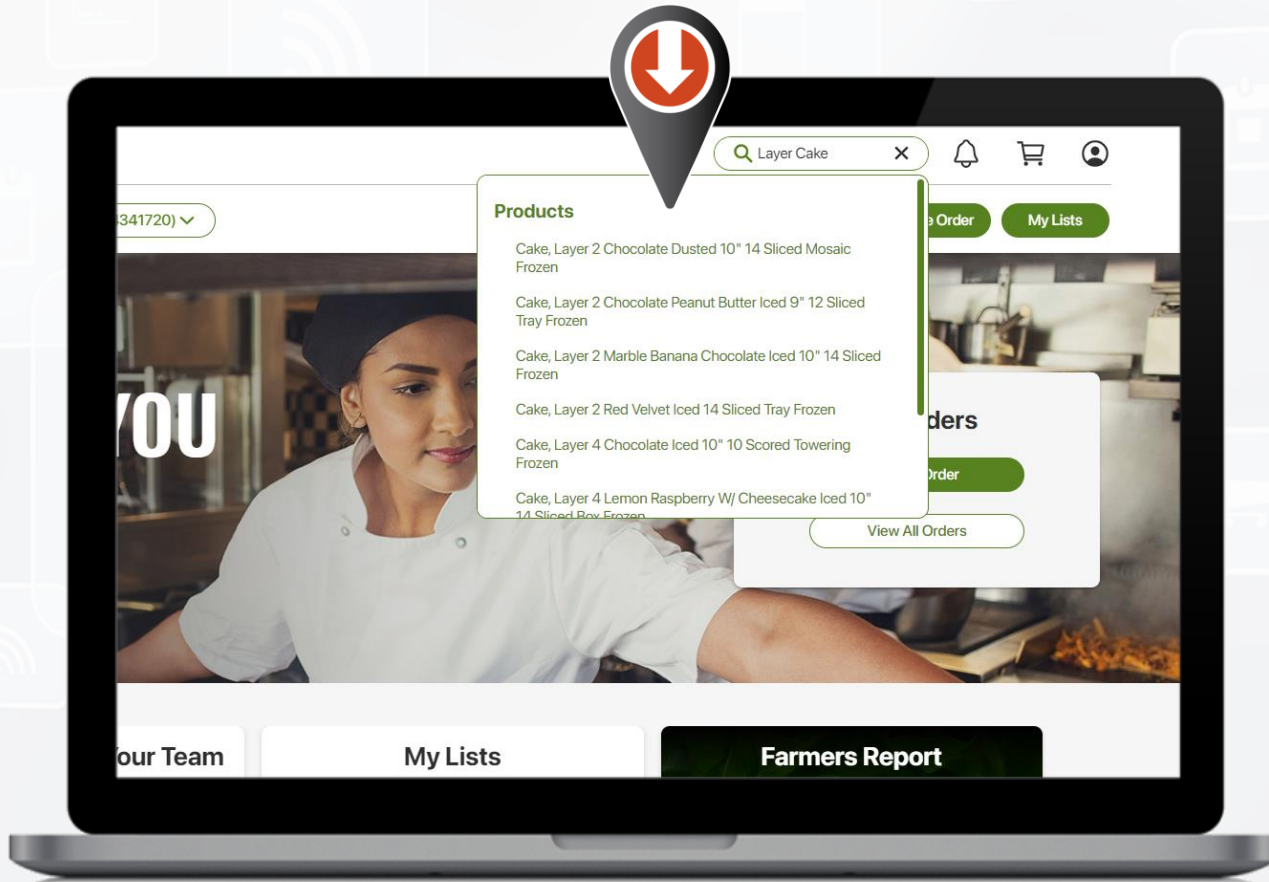 Layer Cake
341720)
Order
My Lists
Products
Cake, Layer 2 Chocolate Dusted 10" 14 Sliced Mosaic
Frozen
Cake, Layer 2 Chocolate Peanut Butter Iced 9" 12 Sliced
Tray Frozen
Cake, Layer 2 Marble Banana Chocolate Iced 10" 14 Sliced
Frozen
Cake, Layer 2 Red Velvet Iced 14 Sliced Tray Frozen
Cake, Layer 4 Chocolate Iced 10" 10 Scored Towering
Frozen
Cake, Layer 4 Lemon Raspberry W/ Cheesecake Iced 10"
14 Sliced Box Frozen
YOU
ders
Order
View All Orders
our Team
My Lists
Farmers Report